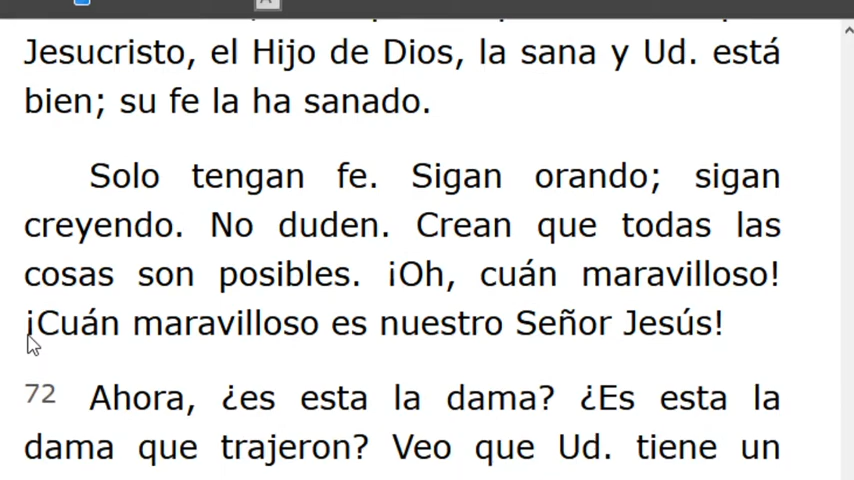 Jesucristo, el Hijo de Dios, la sana y Ud. está
bien; su fe la ha sanado.
Solo tengan fe. Sigan orando; sigan
creyendo. No duden. Crean que todas las
cosas son posibles. ¡Oh, cuán maravilloso!
¡Cuán maravilloso es nuestro Señor Jesús!
72 Ahora, ¿es esta la dama? ¿Es esta la
dama que trajeron? Veo que Ud. tiene un